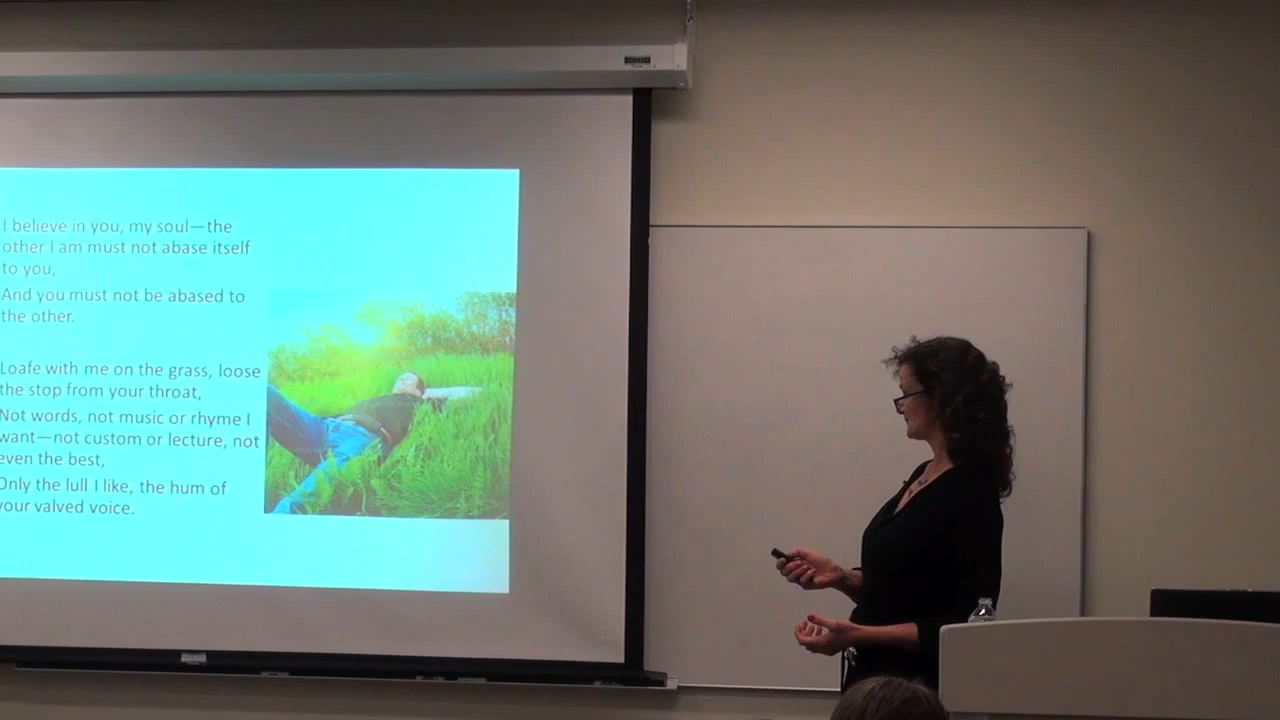 I believe in you, my soul—the
other I am must not abase itself
to you,
And you must not be abased to
the other.
Loafe with me on the grass, loose
the stop from your throat,
Not words, not music or rhyme I
want—not custom or lecture, not
even the best,
Only the lull I like, the hum of
your valved voice.